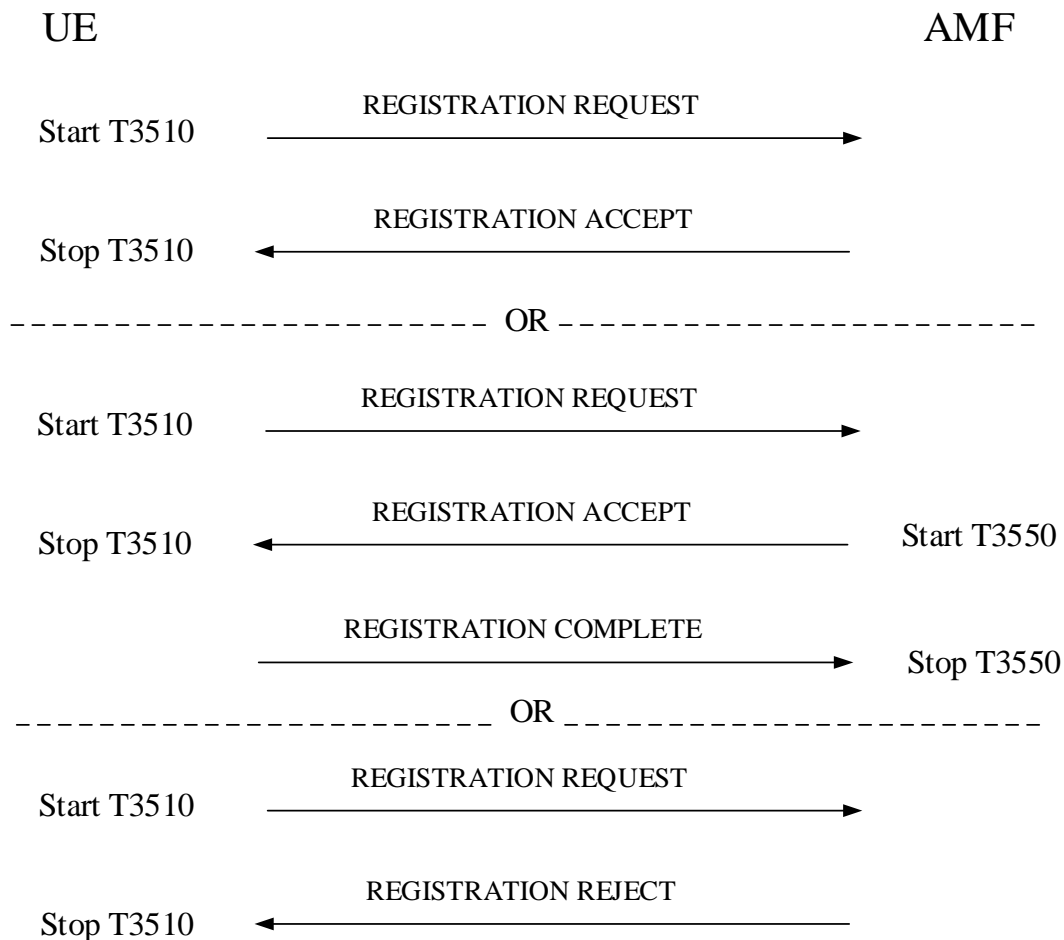 UE AMF
REGISTRATION REQUEST
Start T3510
REGISTRATION ACCEPT
Stop T3510
OR
REGISTRATION REQUEST
Start T3510
REGISTRATION ACCEPT
Stop T3510 Start T3550
REGISTRATION COMPLETE
Stop T3550
OR
REGISTRATION REQUEST
Start T3510
REGISTRATION REJECT
Stop T3510